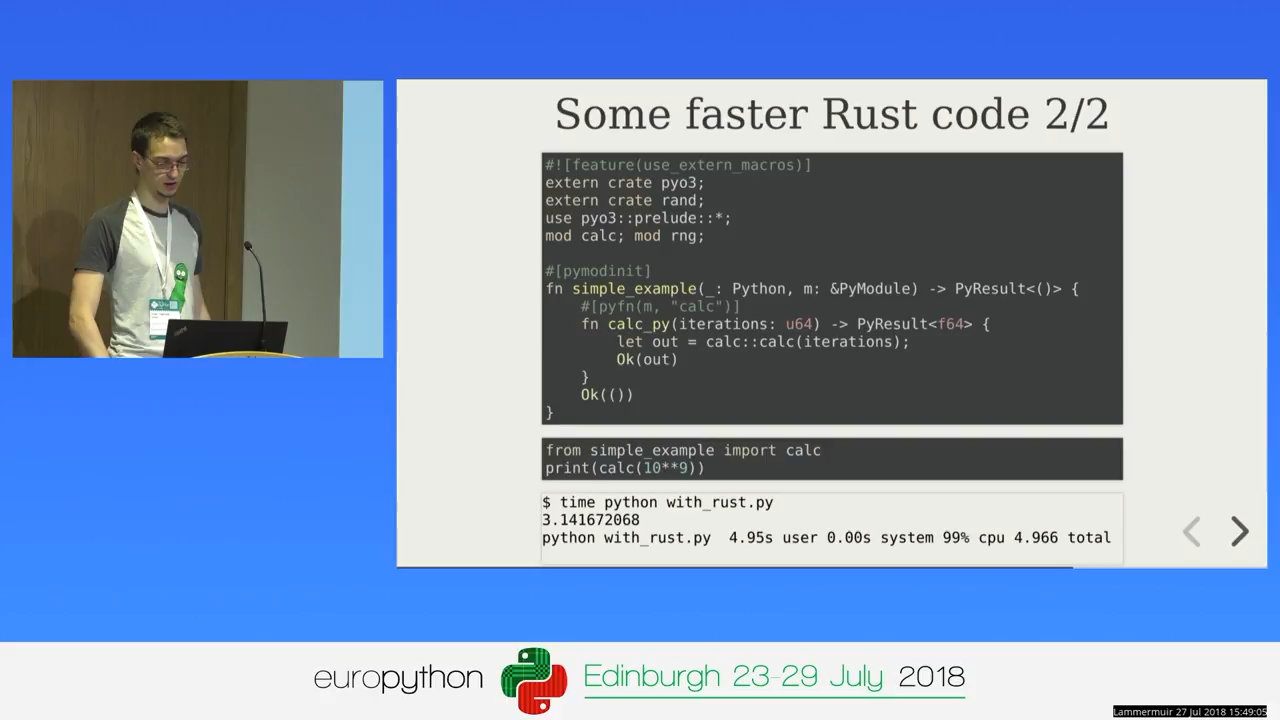 Some faster Rust code 2/2
#![feature(use_extern_macros)]
extern crate pyo3;
extern crate rand;
use pyo3::prelude::*;
mod calc; mod rng;
#[pymodinit]
fn simple_example(_: Python, m: &PyModule) -> PyResult<()> {
#[pyfn(m, "calc")]
fn calc_py(iterations: u64) -> PyResult<f64> {
let out = calc::calc(iterations);
Ok(out)
}
Ok(())
}
from simple_example import calc
print(calc(10**9))
$ time python with_rust.py
3.141672068
python with_rust.py  4.95s user 0.00s system 99% cpu 4.966 total
europython Edinburgh 23-29 July 2018
Lammermuir 27 Jul 2018 15:49:05